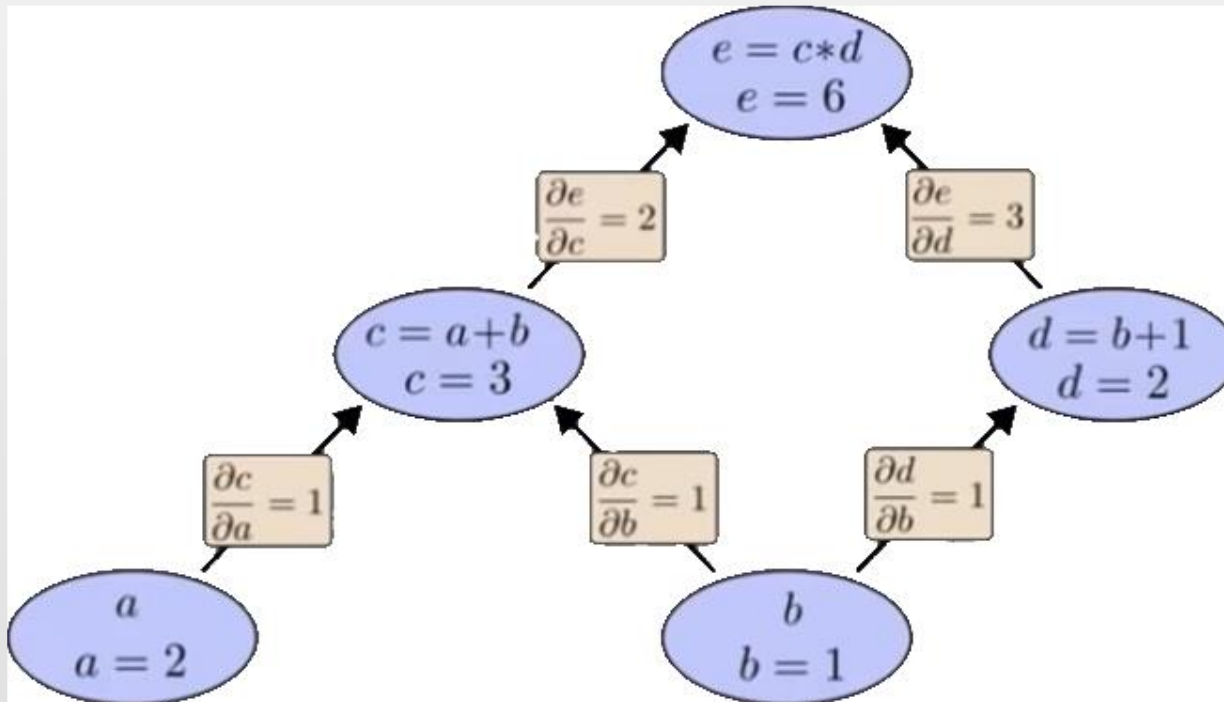 e = c*d
e = 6
∂e/∂c = 2
∂e/∂d = 3
c = a+b
c = 3
d = b+1
d = 2
∂c/∂a = 1
∂c/∂b = 1
∂d/∂b = 1
a
a = 2
b
b = 1